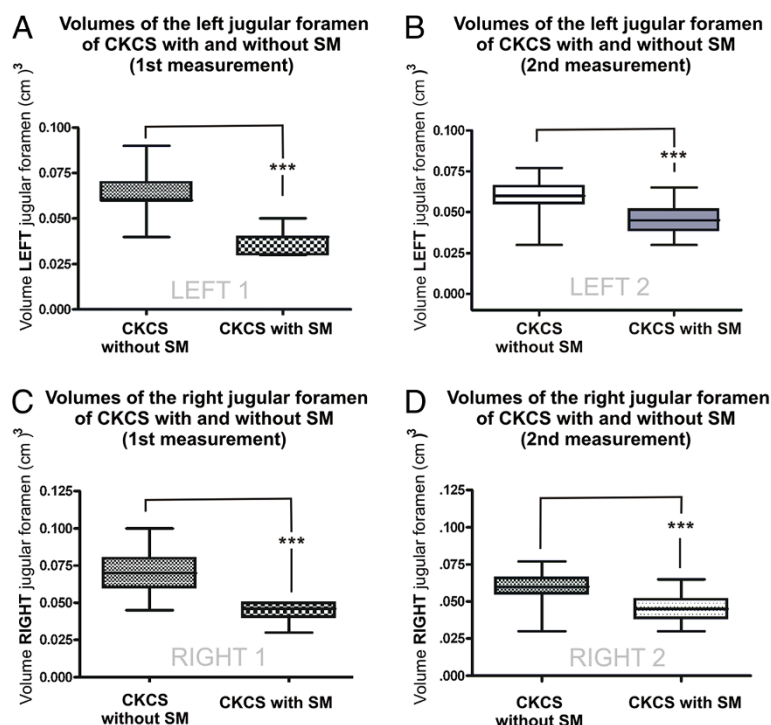 A
Volumes of the left jugular foramen
of CKCS with and without SM
(1st measurement)
Volume LEFT jugular foramen (cm)³
0.100
0.075
0.050
0.025
0.000
***
LEFT 1
CKCS
without SM
CKCS with SM
B
Volumes of the left jugular foramen
of CKCS with and without SM
(2nd measurement)
Volume LEFT jugular foramen (cm)³
0.100
0.075
0.050
0.025
0.000
***
LEFT 2
CKCS
without SM
CKCS with SM
C
Volumes of the right jugular foramen
of CKCS with and without SM
(1st measurement)
Volume RIGHT jugular foramen (cm)³
0.125
0.100
0.075
0.050
0.025
0.000
***
RIGHT 1
CKCS
without SM
CKCS with SM
D
Volumes of the right jugular foramen
of CKCS with and without SM
(2nd measurement)
Volume RIGHT jugular foramen (cm)³
.125
.100
0.075
0.050
0.025
.000
***
RIGHT 2
CKCS
without SM
CKCS with SM